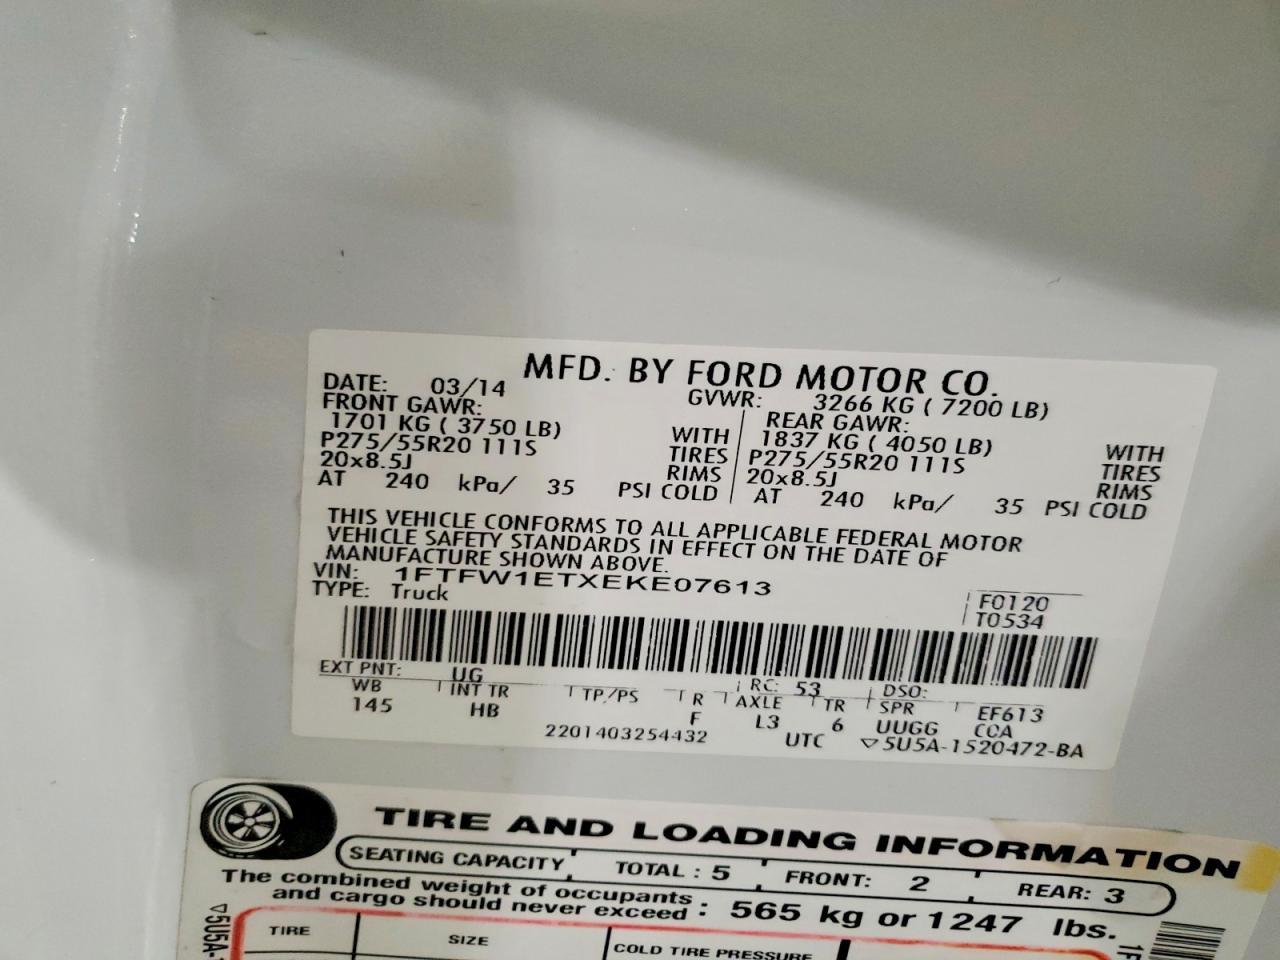 MFD. BY FORD MOTOR CO.
DATE: 03/14 GVWR: 3266 KG ( 7200 LB)
FRONT GAWR: REAR GAWR:
1701 KG ( 3750 LB) WITH 1837 KG ( 4050 LB) WITH
P275/55R20 111S TIRES P275/55R20 111S TIRES
20x8.5J RIMS 20x8.5J RIMS
AT 240 kPa/ 35 PSI COLD AT 240 kPa/ 35 PSI COLD
THIS VEHICLE CONFORMS TO ALL APPLICABLE FEDERAL MOTOR
VEHICLE SAFETY STANDARDS IN EFFECT ON THE DATE OF
MANUFACTURE SHOWN ABOVE.
VIN: 1FTFW1ETXEKE07613
TYPE: Truck
F0120
T0534
EXT PNT: UG RC: 53 DSO:
WB INT TR TP/PS R AXLE TR SPR EF613
145 HB F L3 6 UUGG CCA
2201403254432 UTC ▽5U5A-1520472-BA
TIRE AND LOADING INFORMATION
SEATING CAPACITY TOTAL : 5 FRONT: 2 REAR: 3
The combined weight of occupants
and cargo should never exceed : 565 kg or 1247 lbs.
TIRE SIZE COLD TIRE PRESSURE
▽5U5A-
1F